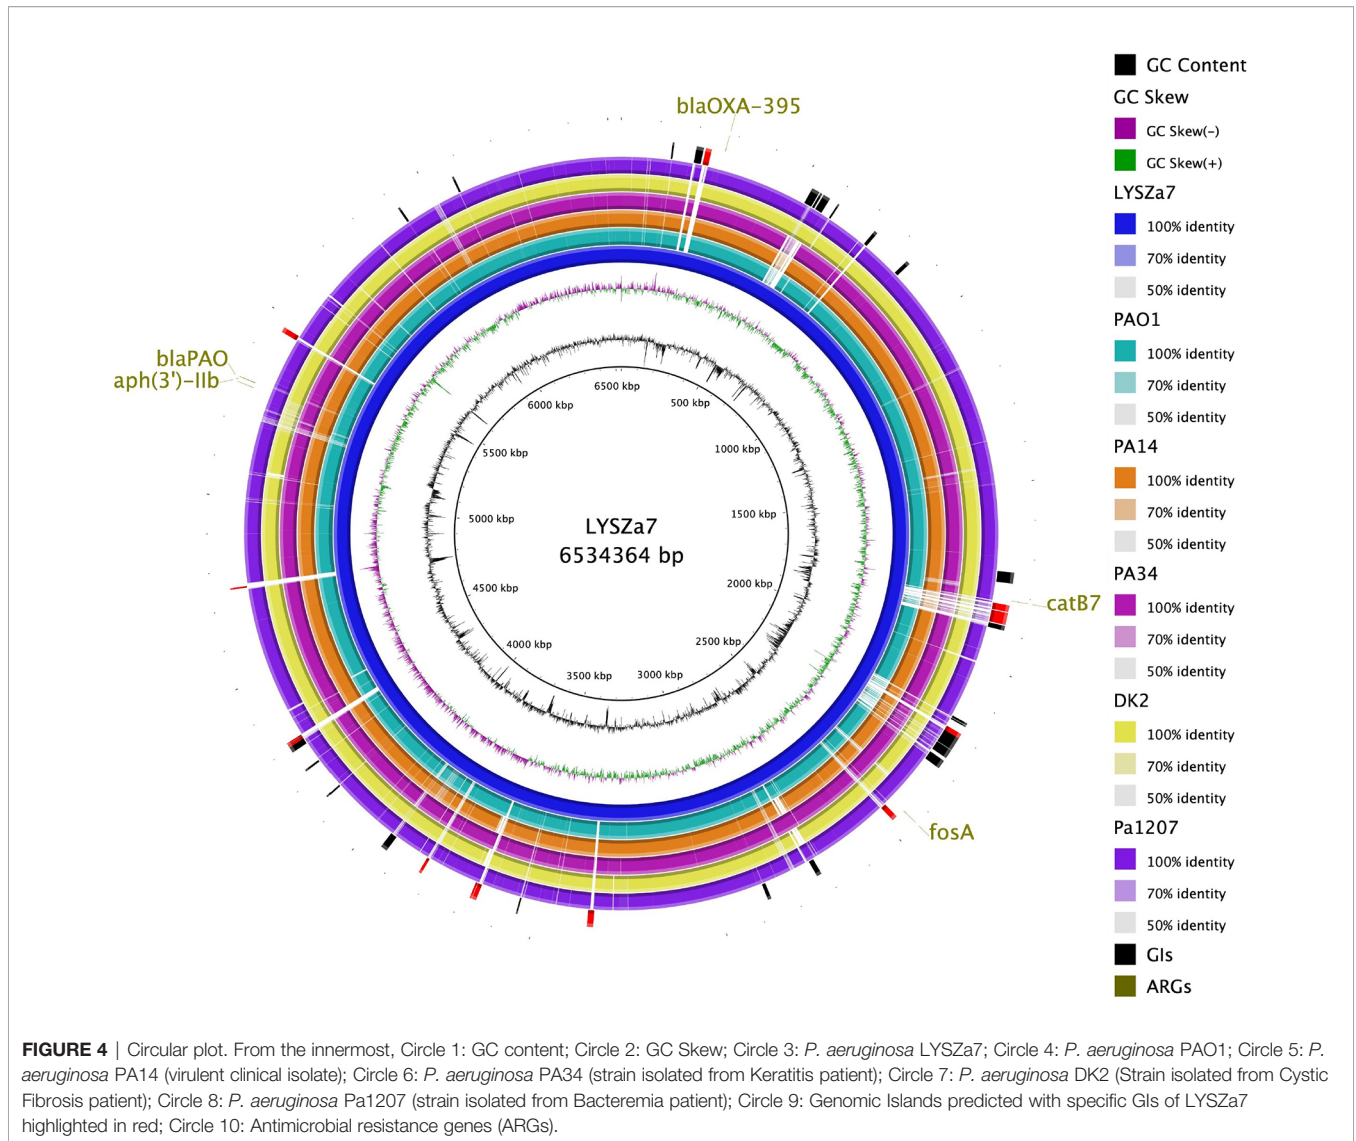 blaOXA-395
blaPAO
aph(3')-IIb
catB7
fosA
6500 kbp
500 kbp
1000 kbp
1500 kbp
2000 kbp
2500 kbp
3000 kbp
3500 kbp
4000 kbp
4500 kbp
5000 kbp
5500 kbp
6000 kbp
LYSZa7
6534364 bp
GC Content
GC Skew
GC Skew(-)
GC Skew(+)
LYSZa7
100% identity
70% identity
50% identity
PAO1
100% identity
70% identity
50% identity
PA14
100% identity
70% identity
50% identity
PA34
100% identity
70% identity
50% identity
DK2
100% identity
70% identity
50% identity
Pa1207
100% identity
70% identity
50% identity
GIs
ARGs
FIGURE 4 | Circular plot. From the innermost, Circle 1: GC content; Circle 2: GC Skew; Circle 3: P. aeruginosa LYSZa7; Circle 4: P. aeruginosa PAO1; Circle 5: P.
aeruginosa PA14 (virulent clinical isolate); Circle 6: P. aeruginosa PA34 (strain isolated from Keratitis patient); Circle 7: P. aeruginosa DK2 (Strain isolated from Cystic
Fibrosis patient); Circle 8: P. aeruginosa Pa1207 (strain isolated from Bacteremia patient); Circle 9: Genomic Islands predicted with specific GIs of LYSZa7
highlighted in red; Circle 10: Antimicrobial resistance genes (ARGs).